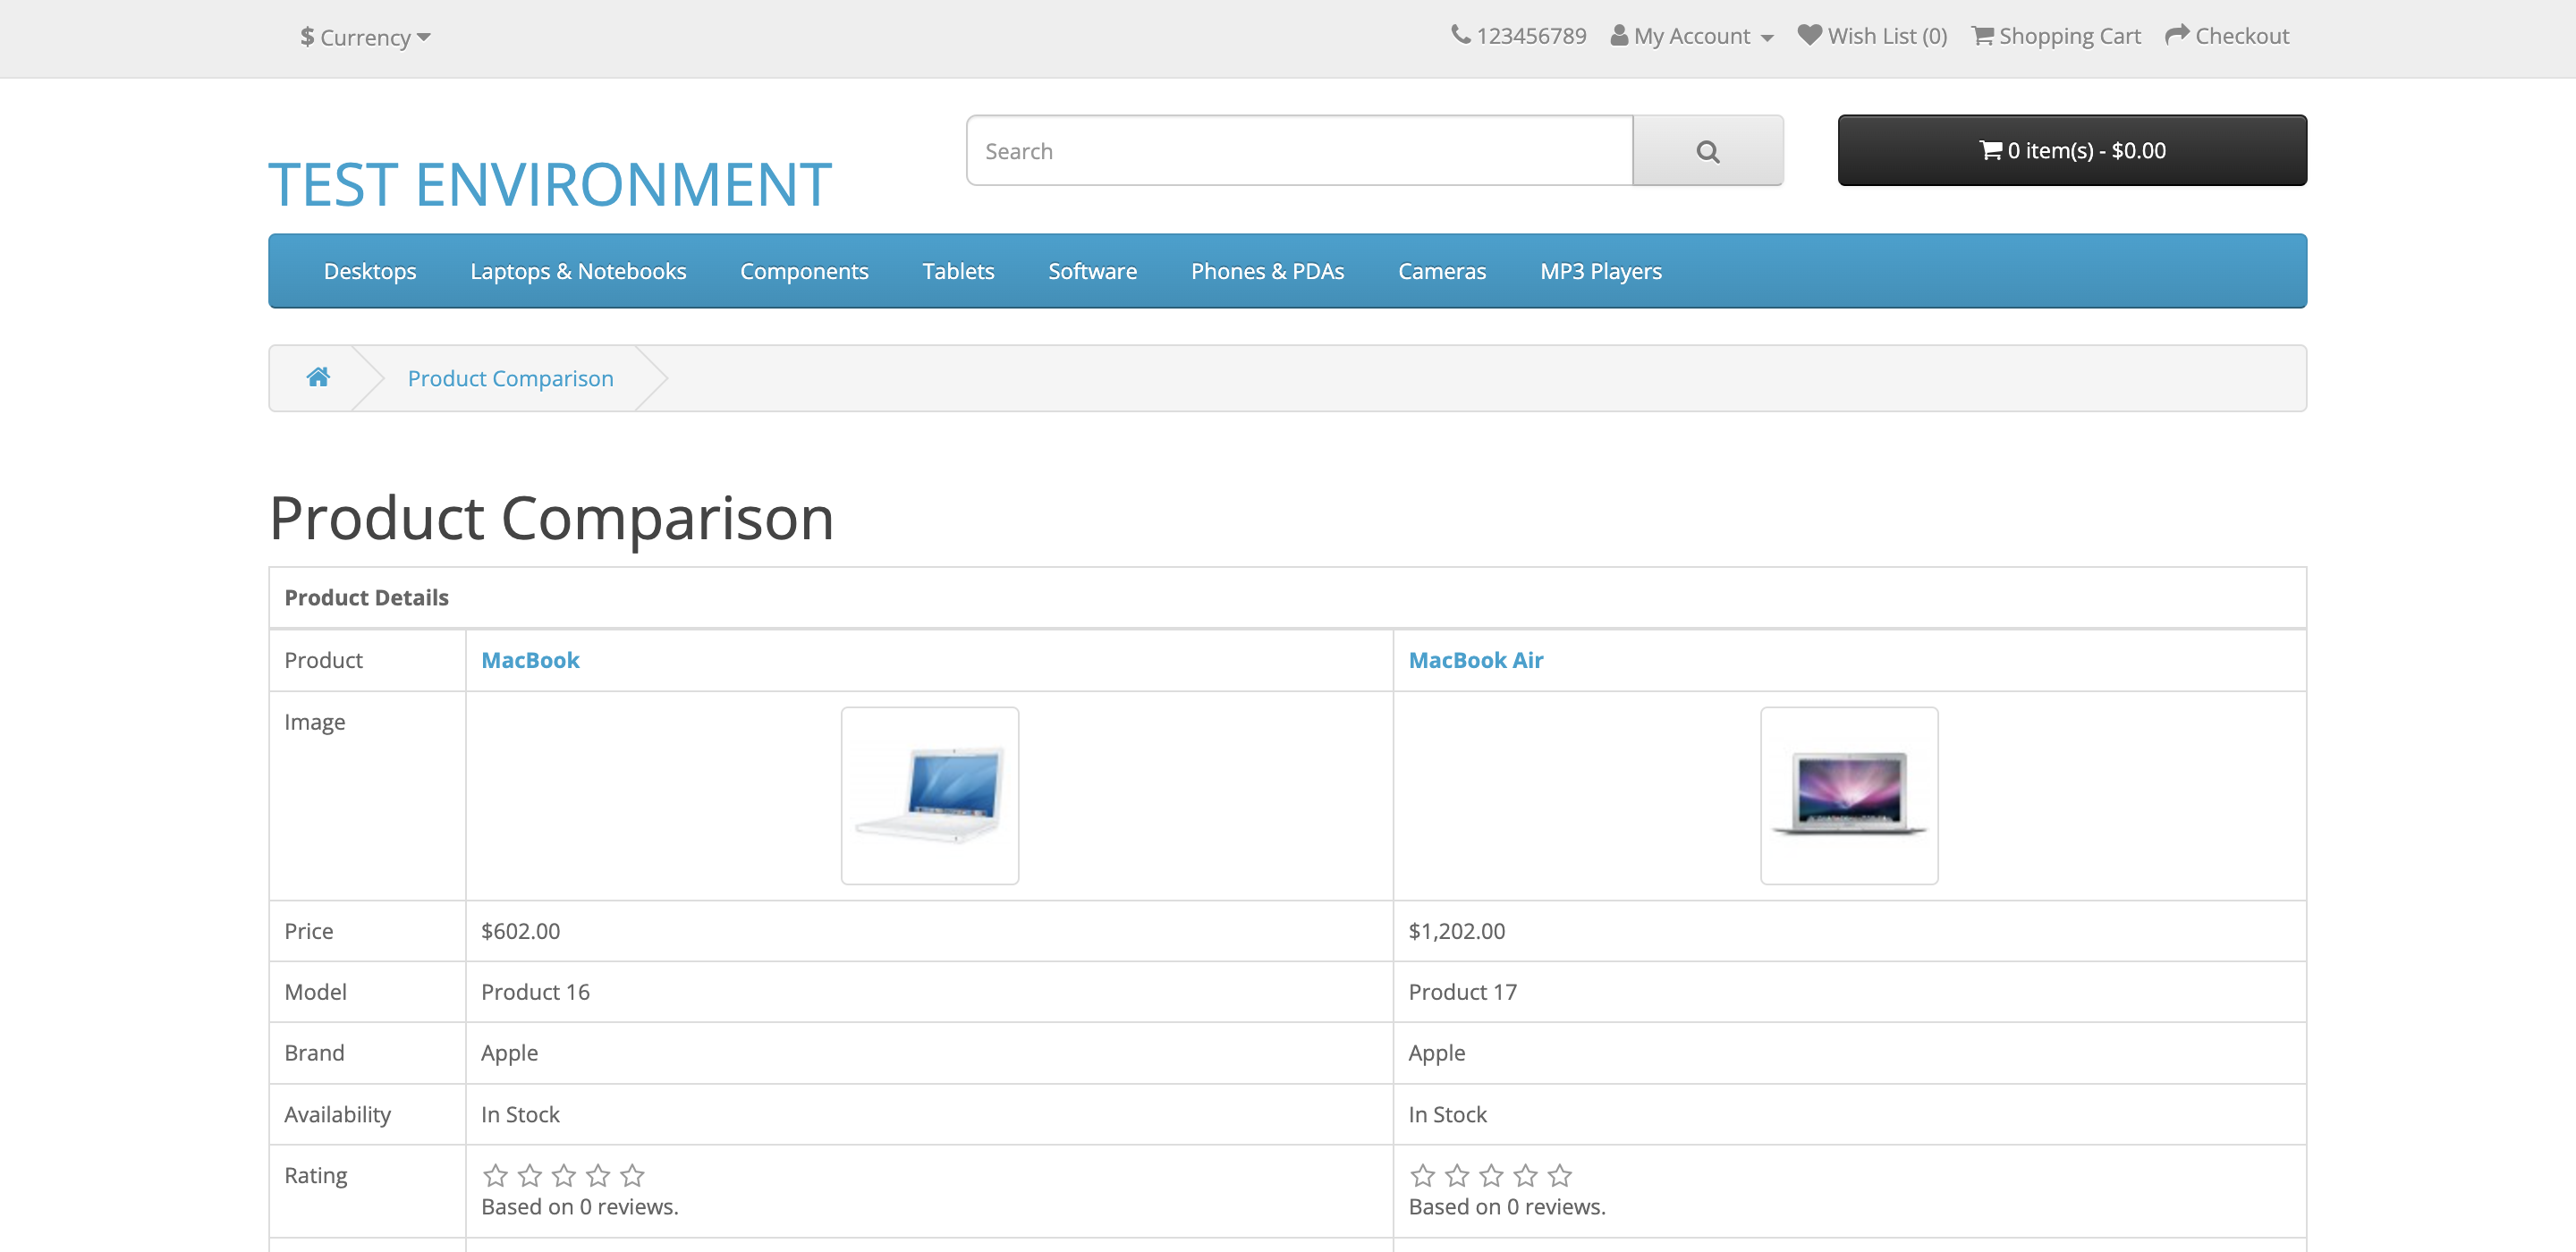 $ Currency
123456789 My Account Wish List (0) Shopping Cart Checkout
TEST ENVIRONMENT
Search
0 item(s) - $0.00
Desktops Laptops & Notebooks Components Tablets Software Phones & PDAs Cameras MP3 Players
Product Comparison
Product Comparison
Product Details
Product MacBook MacBook Air
Image
Price $602.00 $1,202.00
Model Product 16 Product 17
Brand Apple Apple
Availability In Stock In Stock
Rating
Based on 0 reviews. Based on 0 reviews.